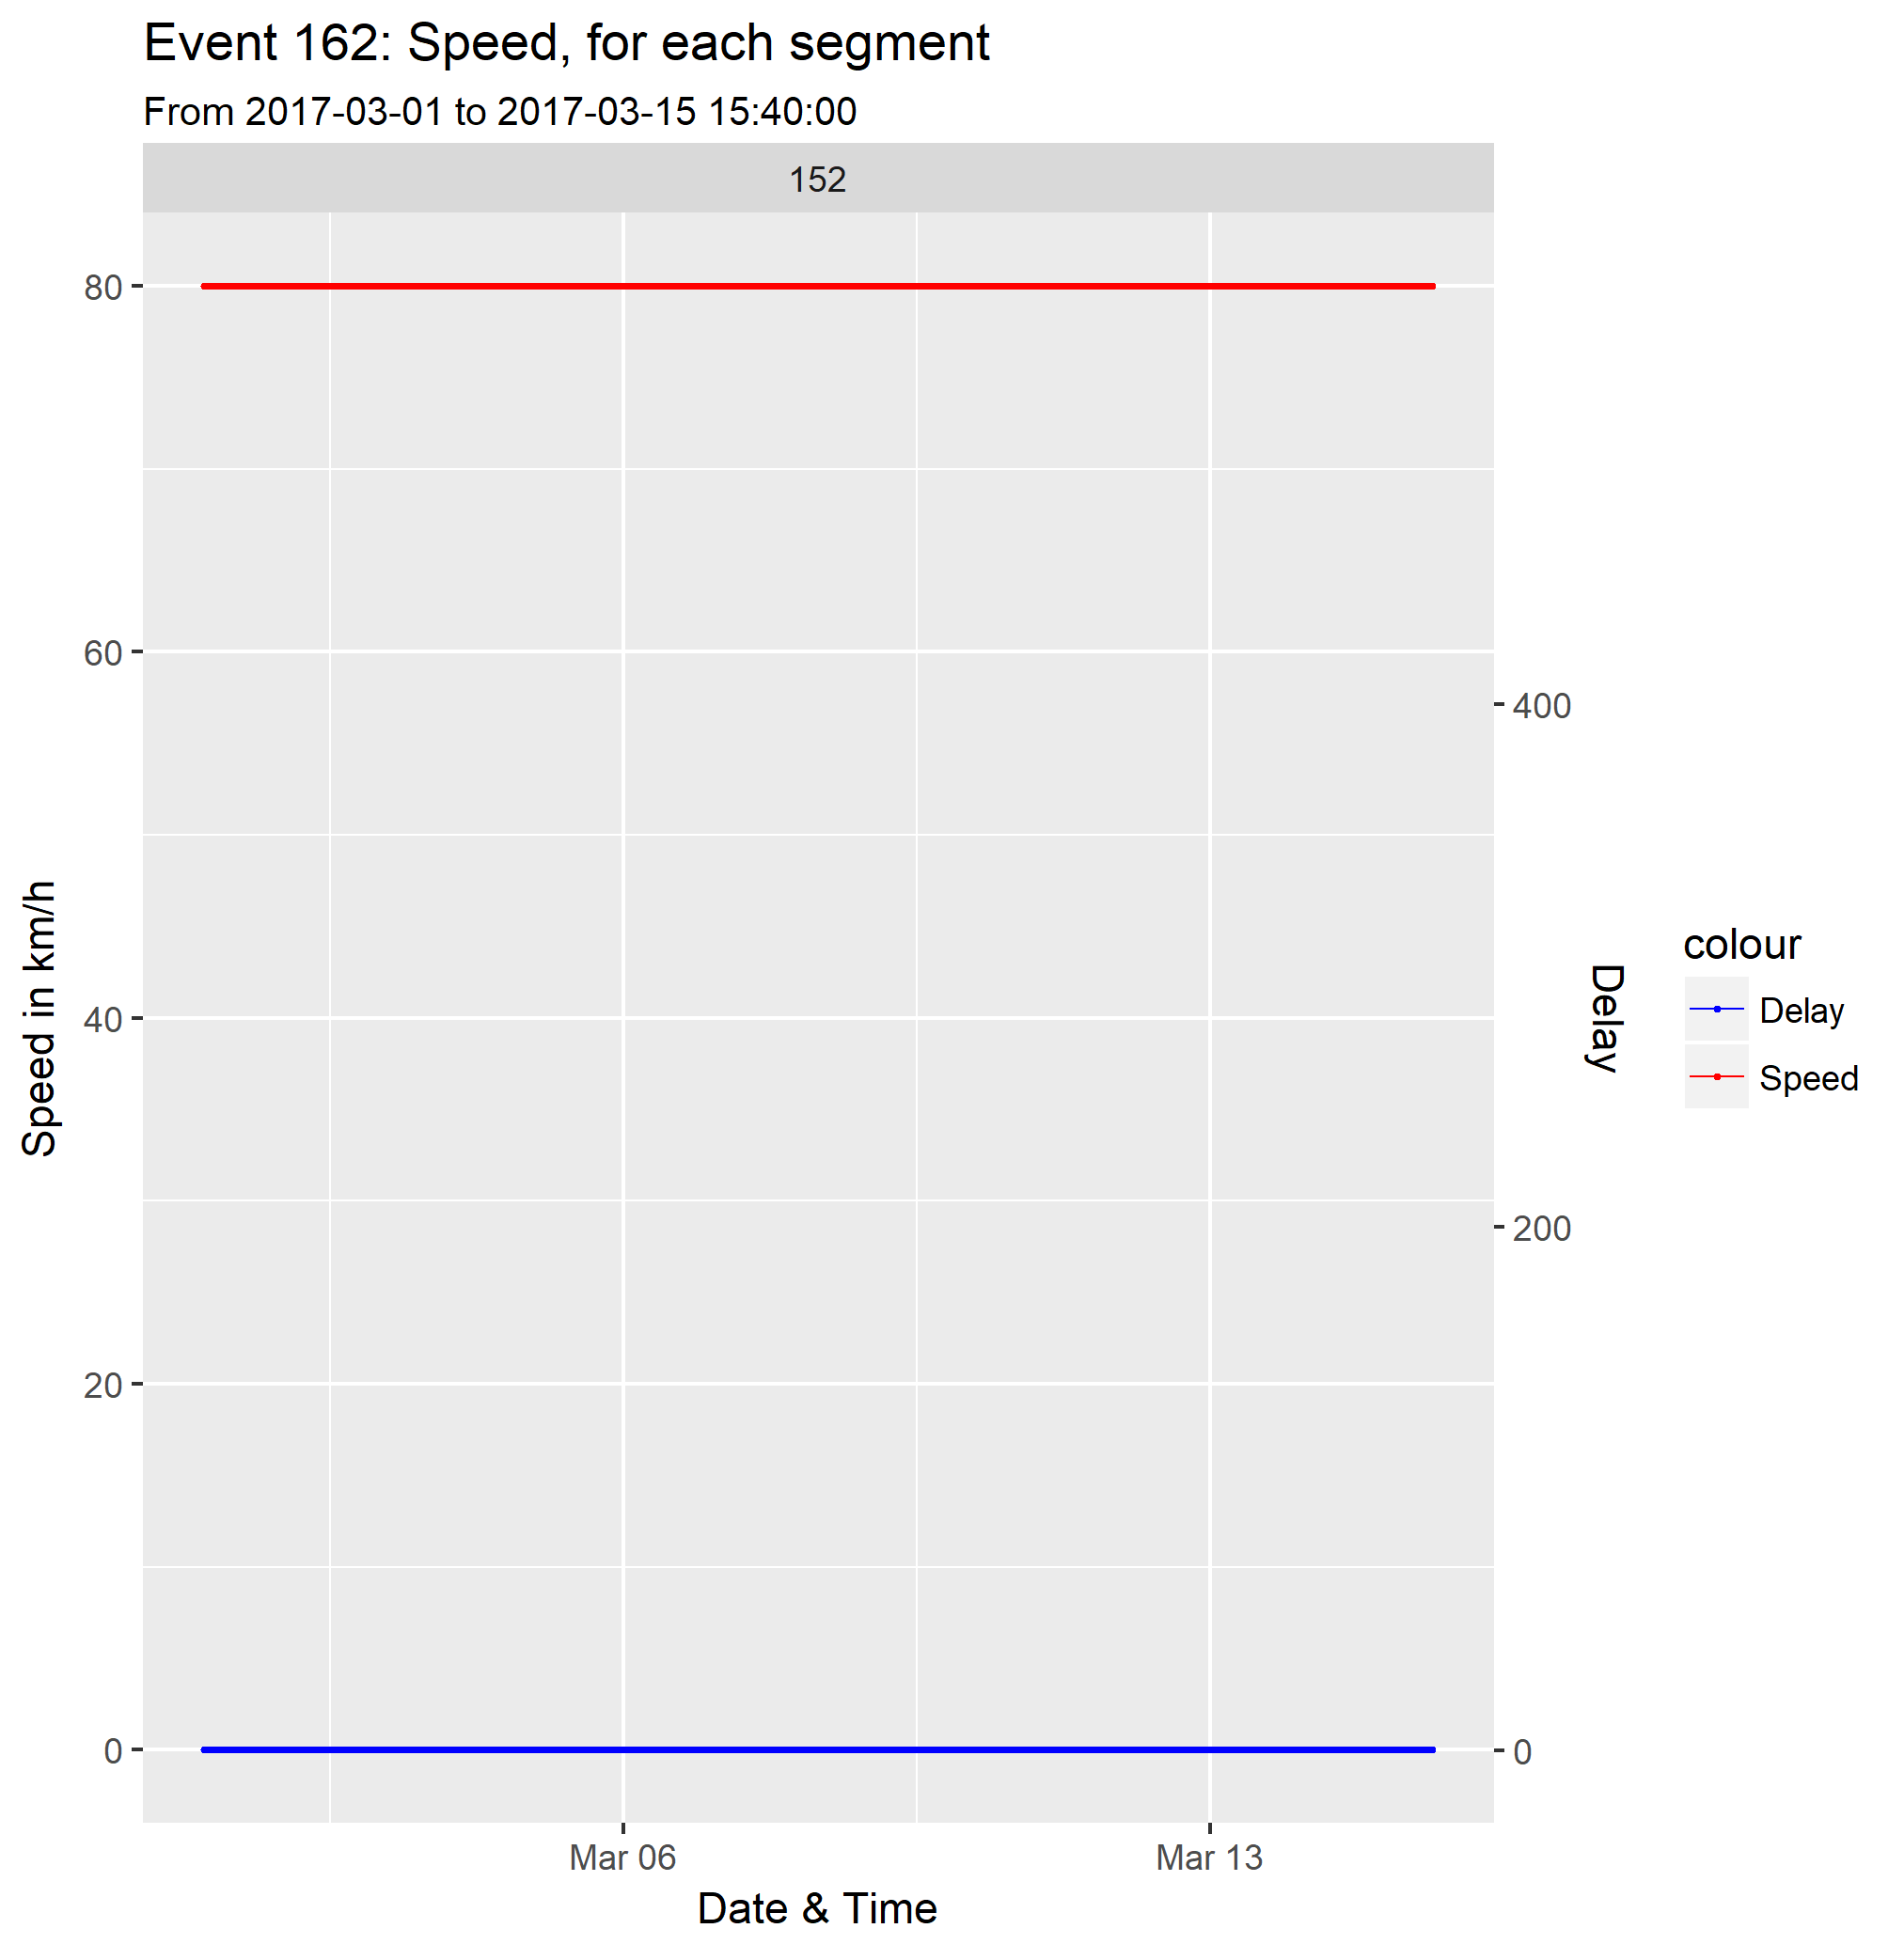 Event 162: Speed, for each segment
From 2017-03-01 to 2017-03-15 15:40:00
152
80
60
40
20
0
Speed in km/h
400
200
0
Delay
Mar 06
Mar 13
Date & Time
colour
Delay
Speed